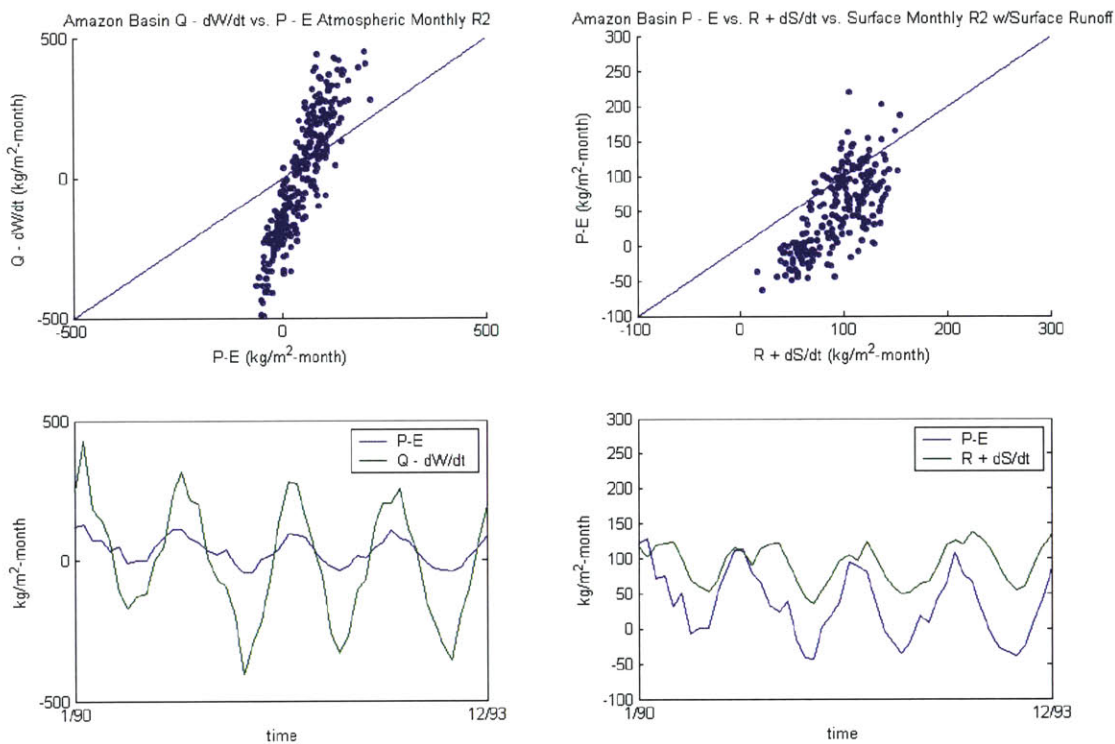 Amazon Basin Q - dW/dt vs. P - E Atmospheric Monthly R2
500
0
-500
Q - dW/dt (kg/m²-month)
-500
0
500
P-E (kg/m²-month)
Amazon Basin P - E vs. R + dS/dt vs. Surface Monthly R2 w/Surface Runoff
300
250
200
150
100
50
0
-50
-100
P-E (kg/m²-month)
-100
0
100
200
300
R + dS/dt (kg/m²-month)
500
0
-500
kg/m²-month
P-E
Q - dW/dt
1/90
12/93
time
300
250
200
150
100
50
0
-50
-100
kg/m²-month
P-E
R + dS/dt
1/90
12/93
time